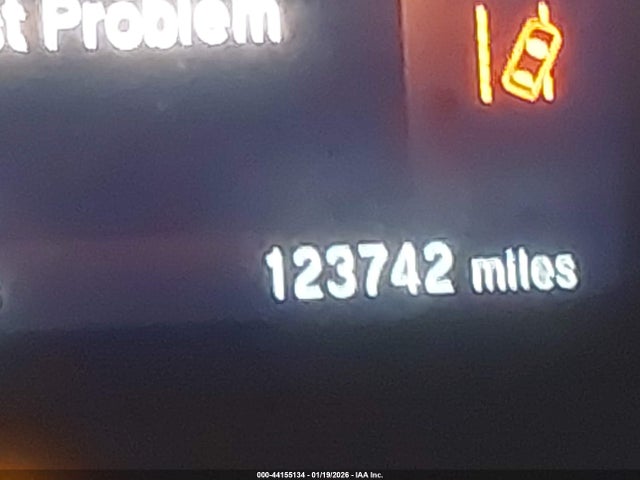 Problem
123742 miles
000-44155134 - 01/19/2026 - IAA Inc.